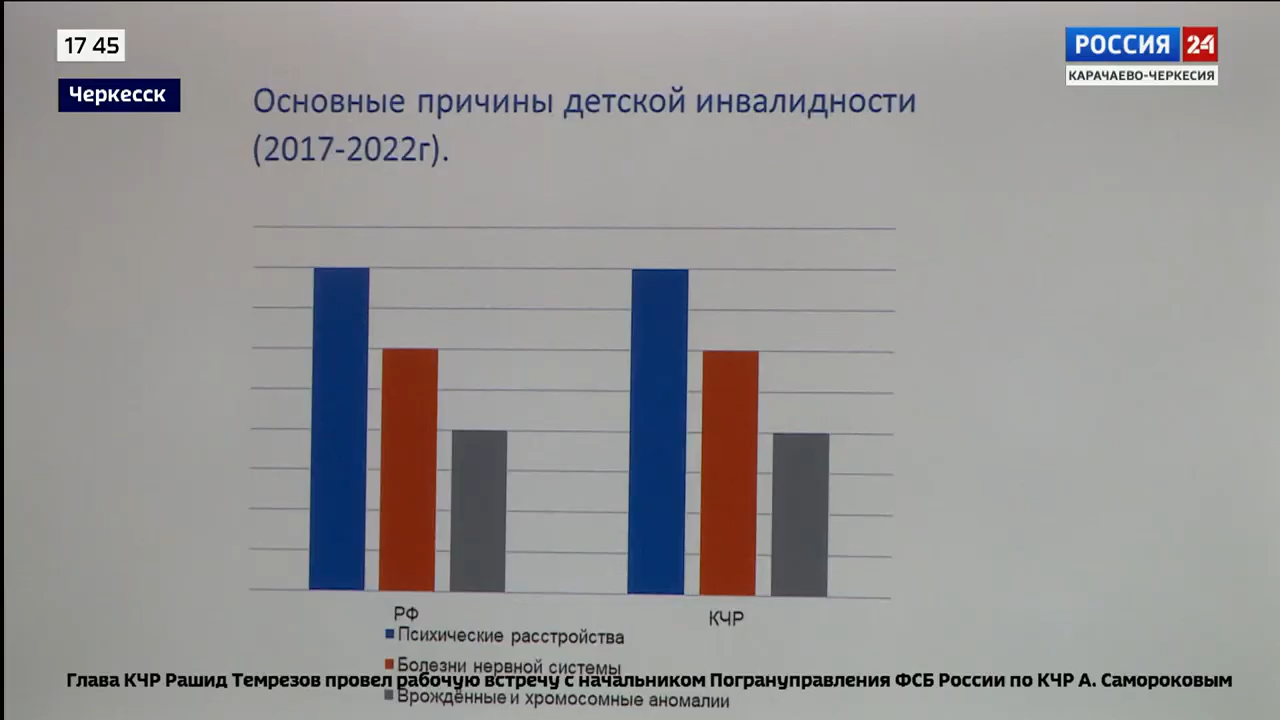 17 45
РОССИЯ 24
КАРАЧАЕВО-ЧЕРКЕСИЯ
Черкесск
Основные причины детской инвалидности
(2017-2022г).
РФ
КЧР
Психические расстройства
Болезни нервной системы
Глава КЧР Рашид Темрезов провел рабочую встречу с начальником Погрануправления ФСБ России по КЧР А. Самороковым
Врождённые и хромосомные аномалии